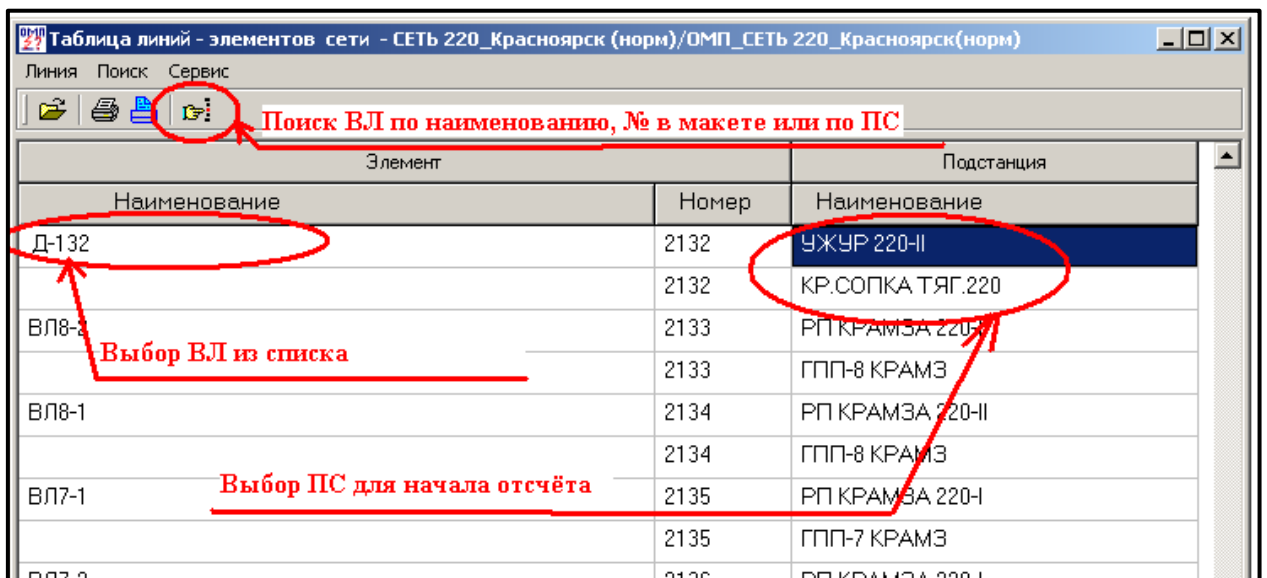 ОМП Таблица линий - элементов сети - СЕТЬ 220_Красноярск (норм)/ОМП_СЕТЬ 220_Красноярск(норм)
Линия Поиск Сервис
Поиск ВЛ по наименованию, № в макете или по ПС
Элемент Подстанция
Наименование Номер Наименование
Д-132 2132 УЖУР 220-II
2132 КР.СОПКА ТЯГ.220
ВЛ8-2 2133 РП КРАМЗА
Выбор ВЛ из списка
2133 ГПП-8 КРАМЗ
ВЛ8-1 2134 РП КРАМЗА 220-II
2134 ГПП-8 КРАМЗ
Выбор ПС для начала отсчёта
ВЛ7-1 2135 РП КРАМЗА 220-I
2135 ГПП-7 КРАМЗ